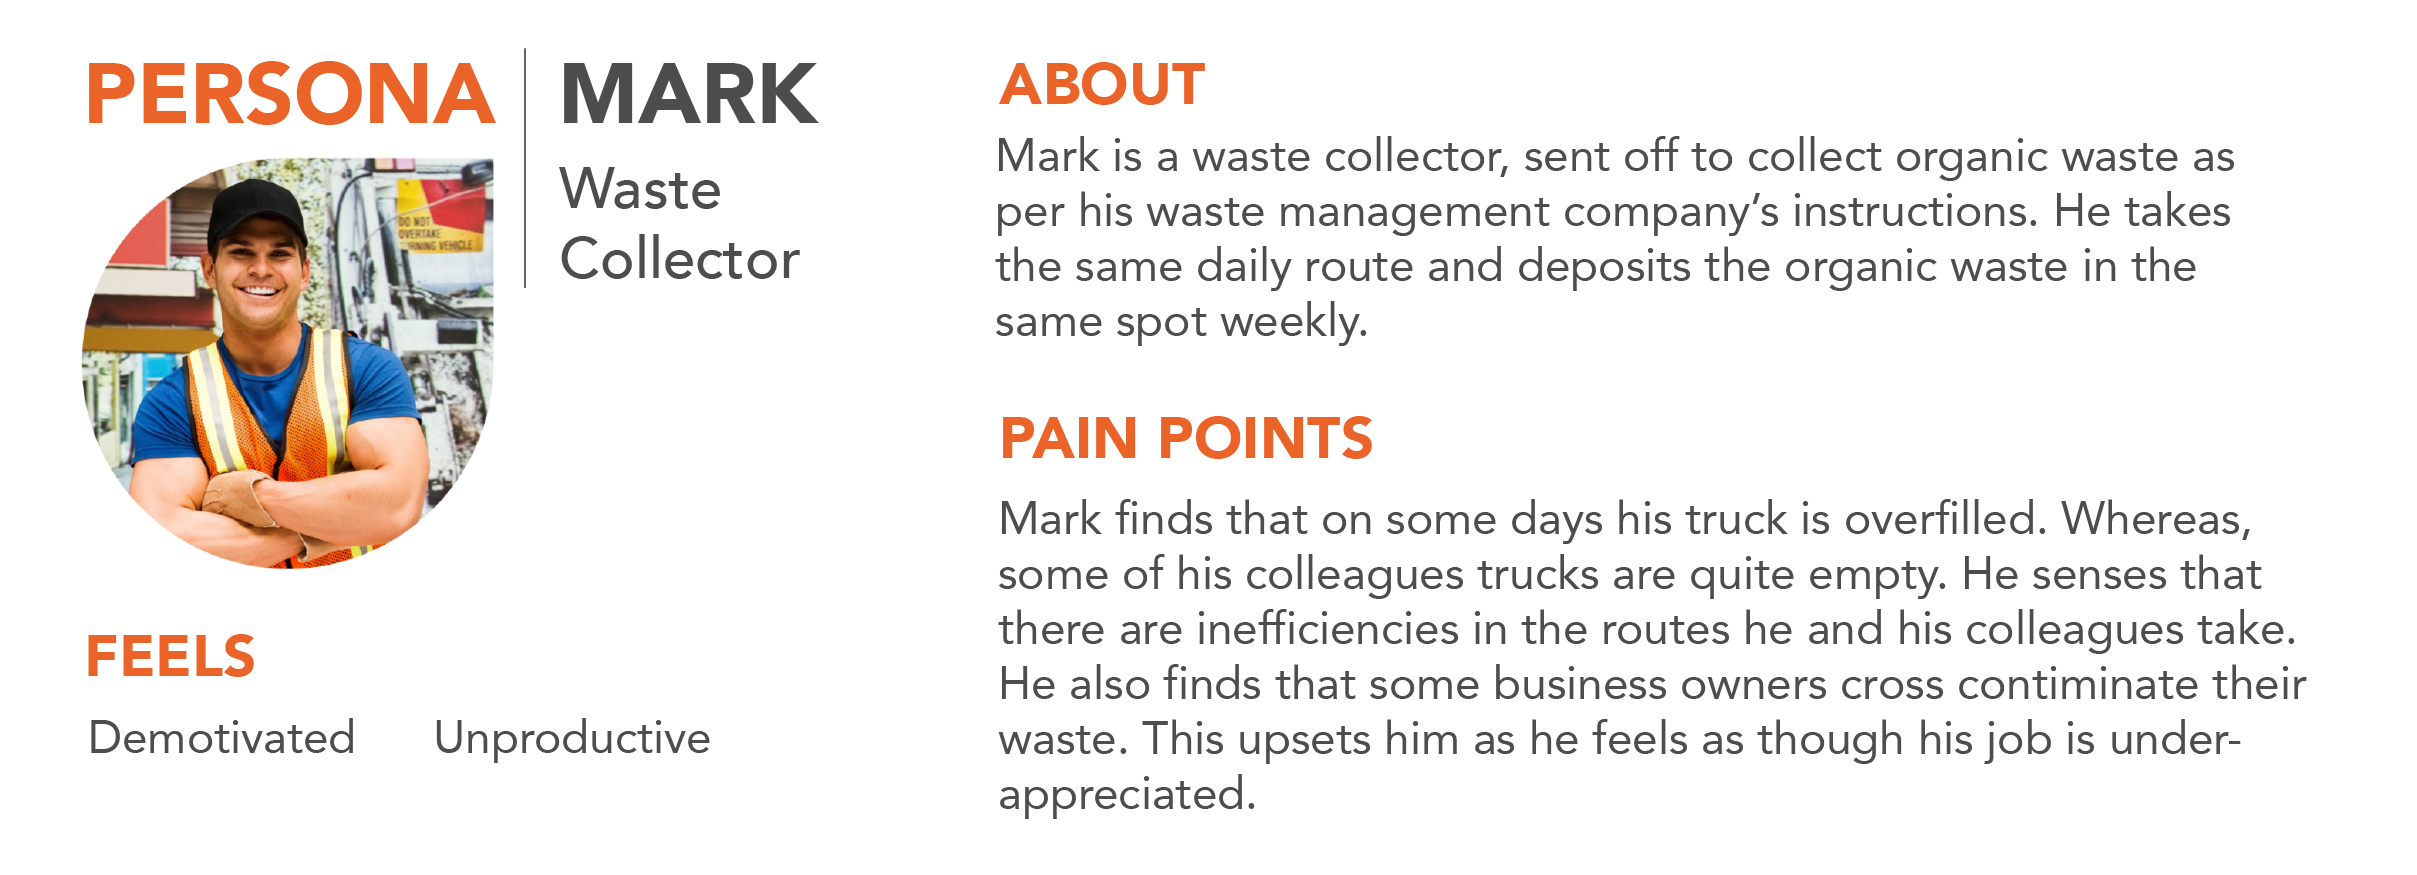 PERSONA
MARK
Waste
Collector
DO NOT
OVERTAKE
TURNING VEHICLE
FEELS
Demotivated Unproductive
ABOUT
Mark is a waste collector, sent off to collect organic waste as
per his waste management company’s instructions. He takes
the same daily route and deposits the organic waste in the
same spot weekly.
PAIN POINTS
Mark finds that on some days his truck is overfilled. Whereas,
some of his colleagues trucks are quite empty. He senses that
there are inefficiencies in the routes he and his colleagues take.
He also finds that some business owners cross contiminate their
waste. This upsets him as he feels as though his job is under-
appreciated.